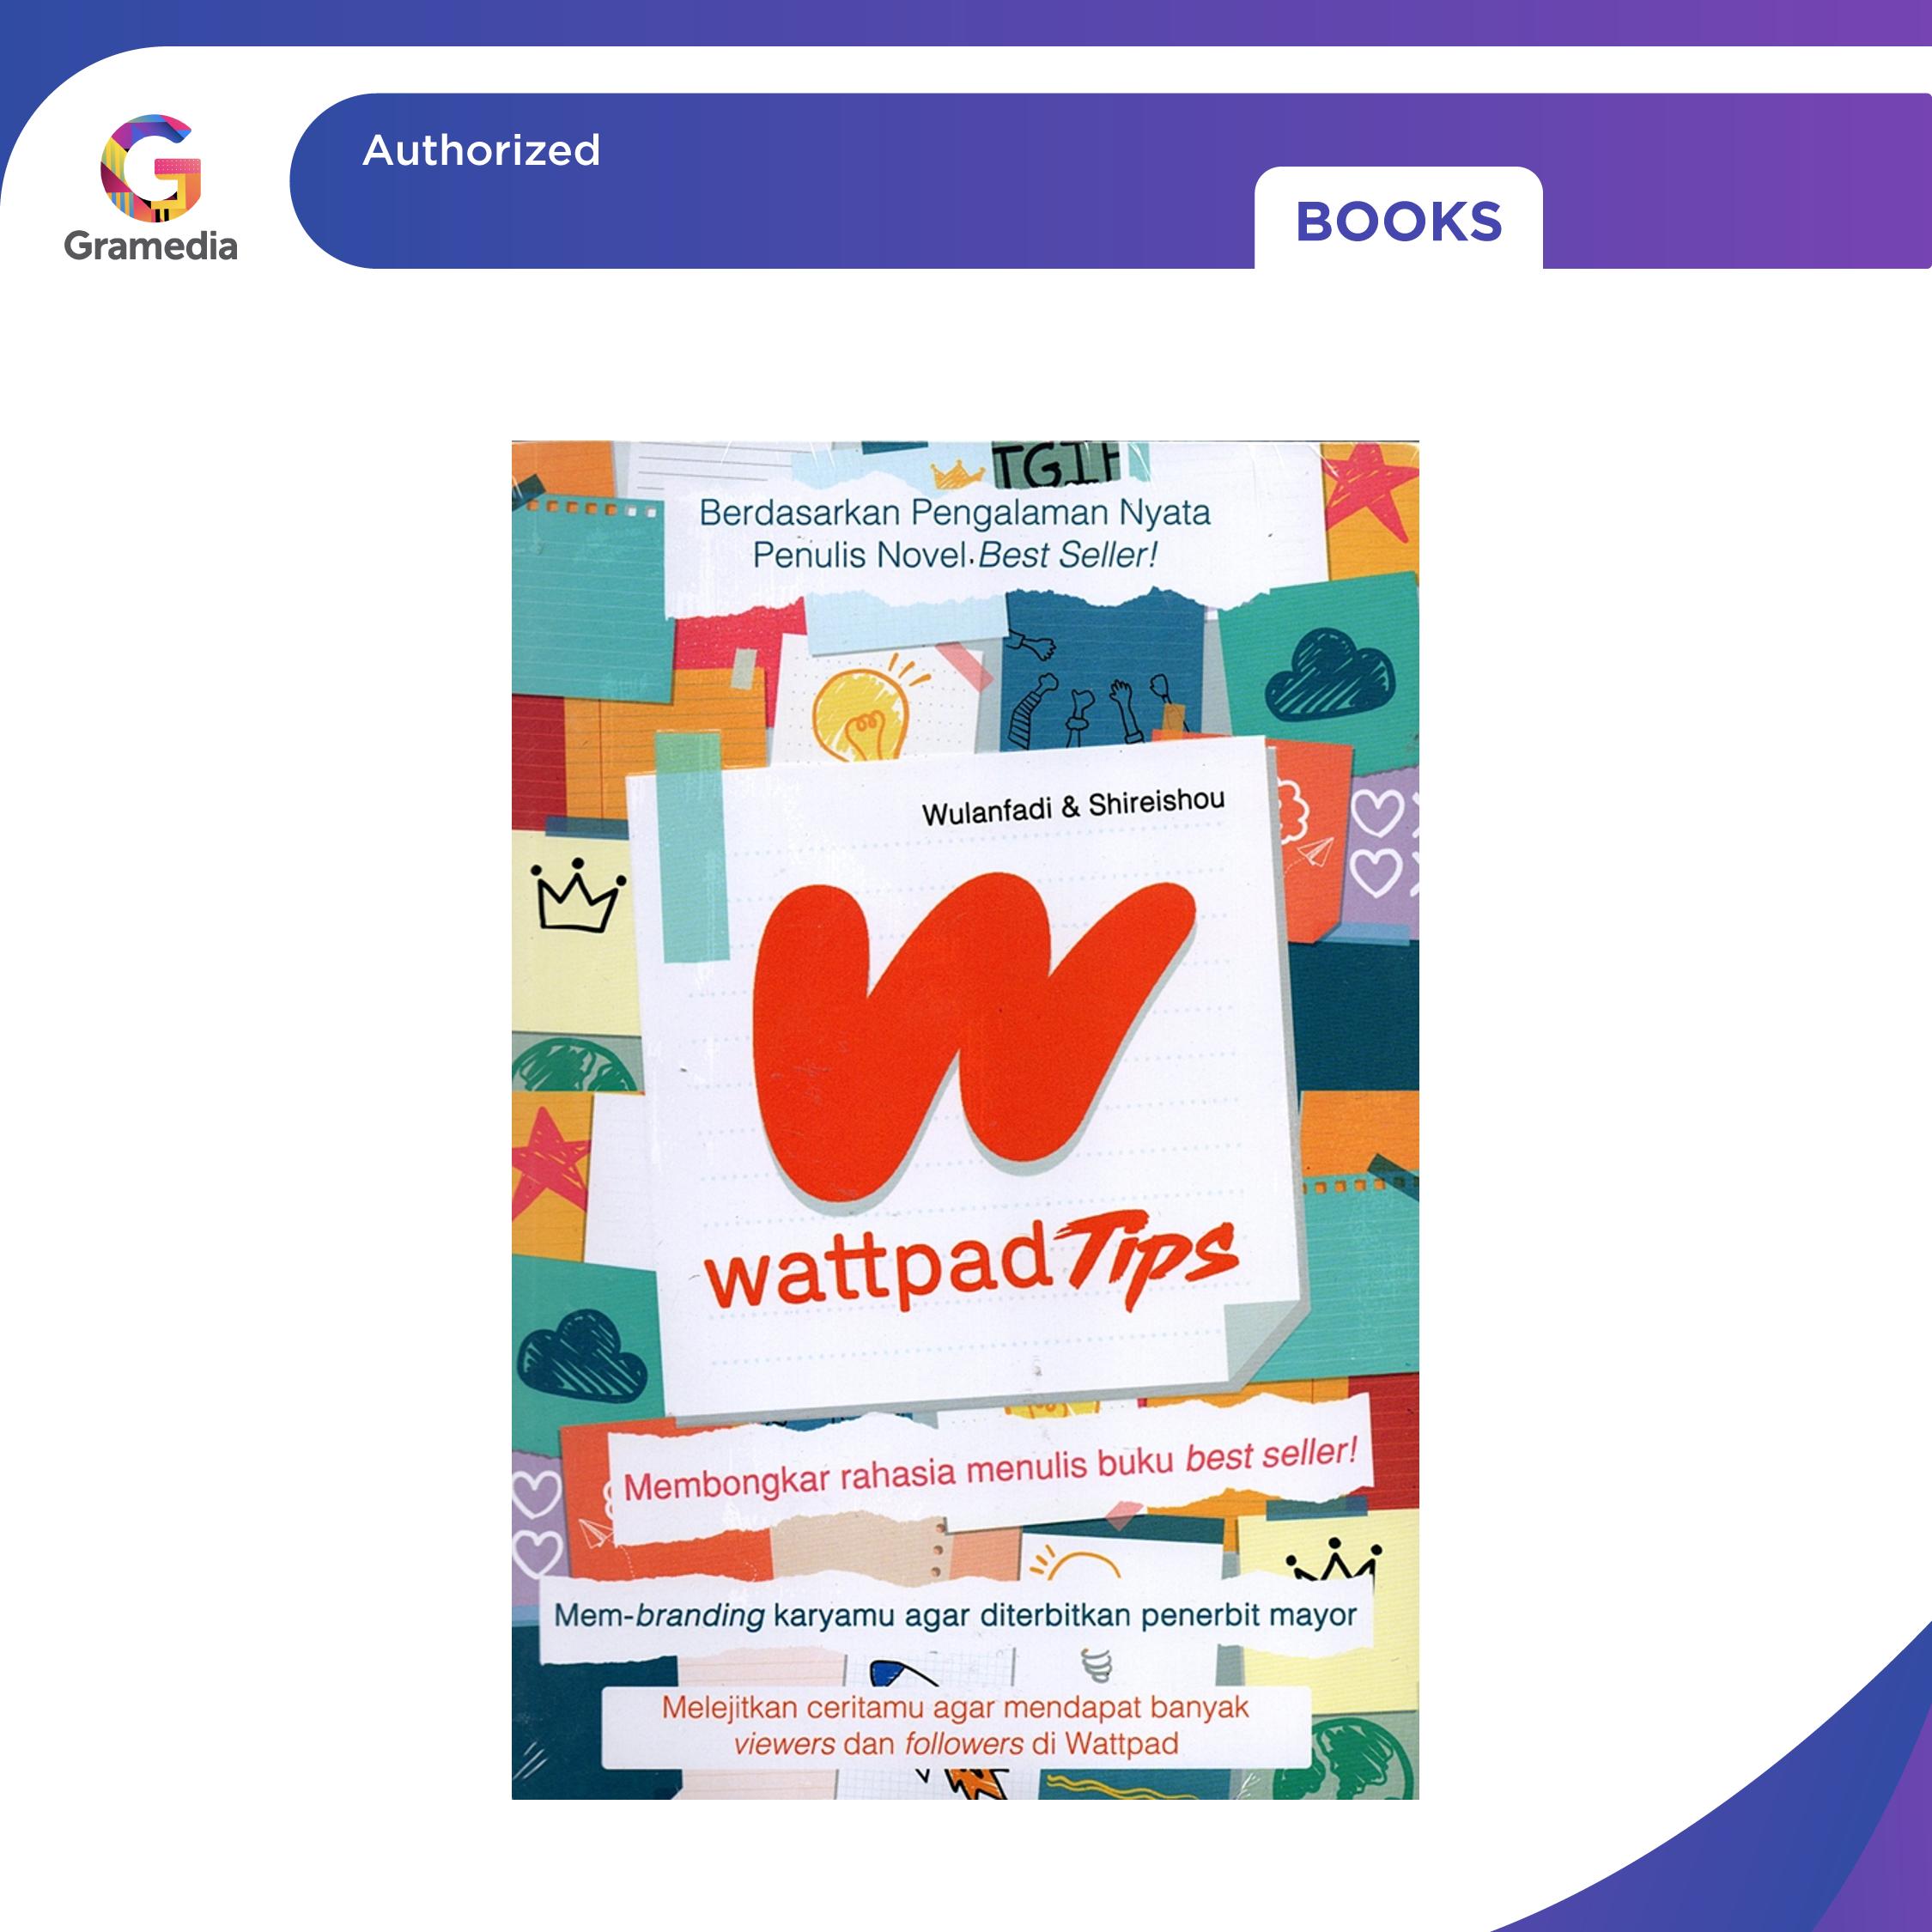 Gramedia
Authorized
BOOKS
TGIF
Berdasarkan Pengalaman Nyata
Penulis Novel Best Seller!
Wulanfadi & Shireishou
w
wattpad Tips
Membongkar rahasia menulis buku best seller!
Mem-branding karyamu agar diterbitkan penerbit mayor
Melejitkan ceritamu agar mendapat banyak
viewers dan followers di Wattpad